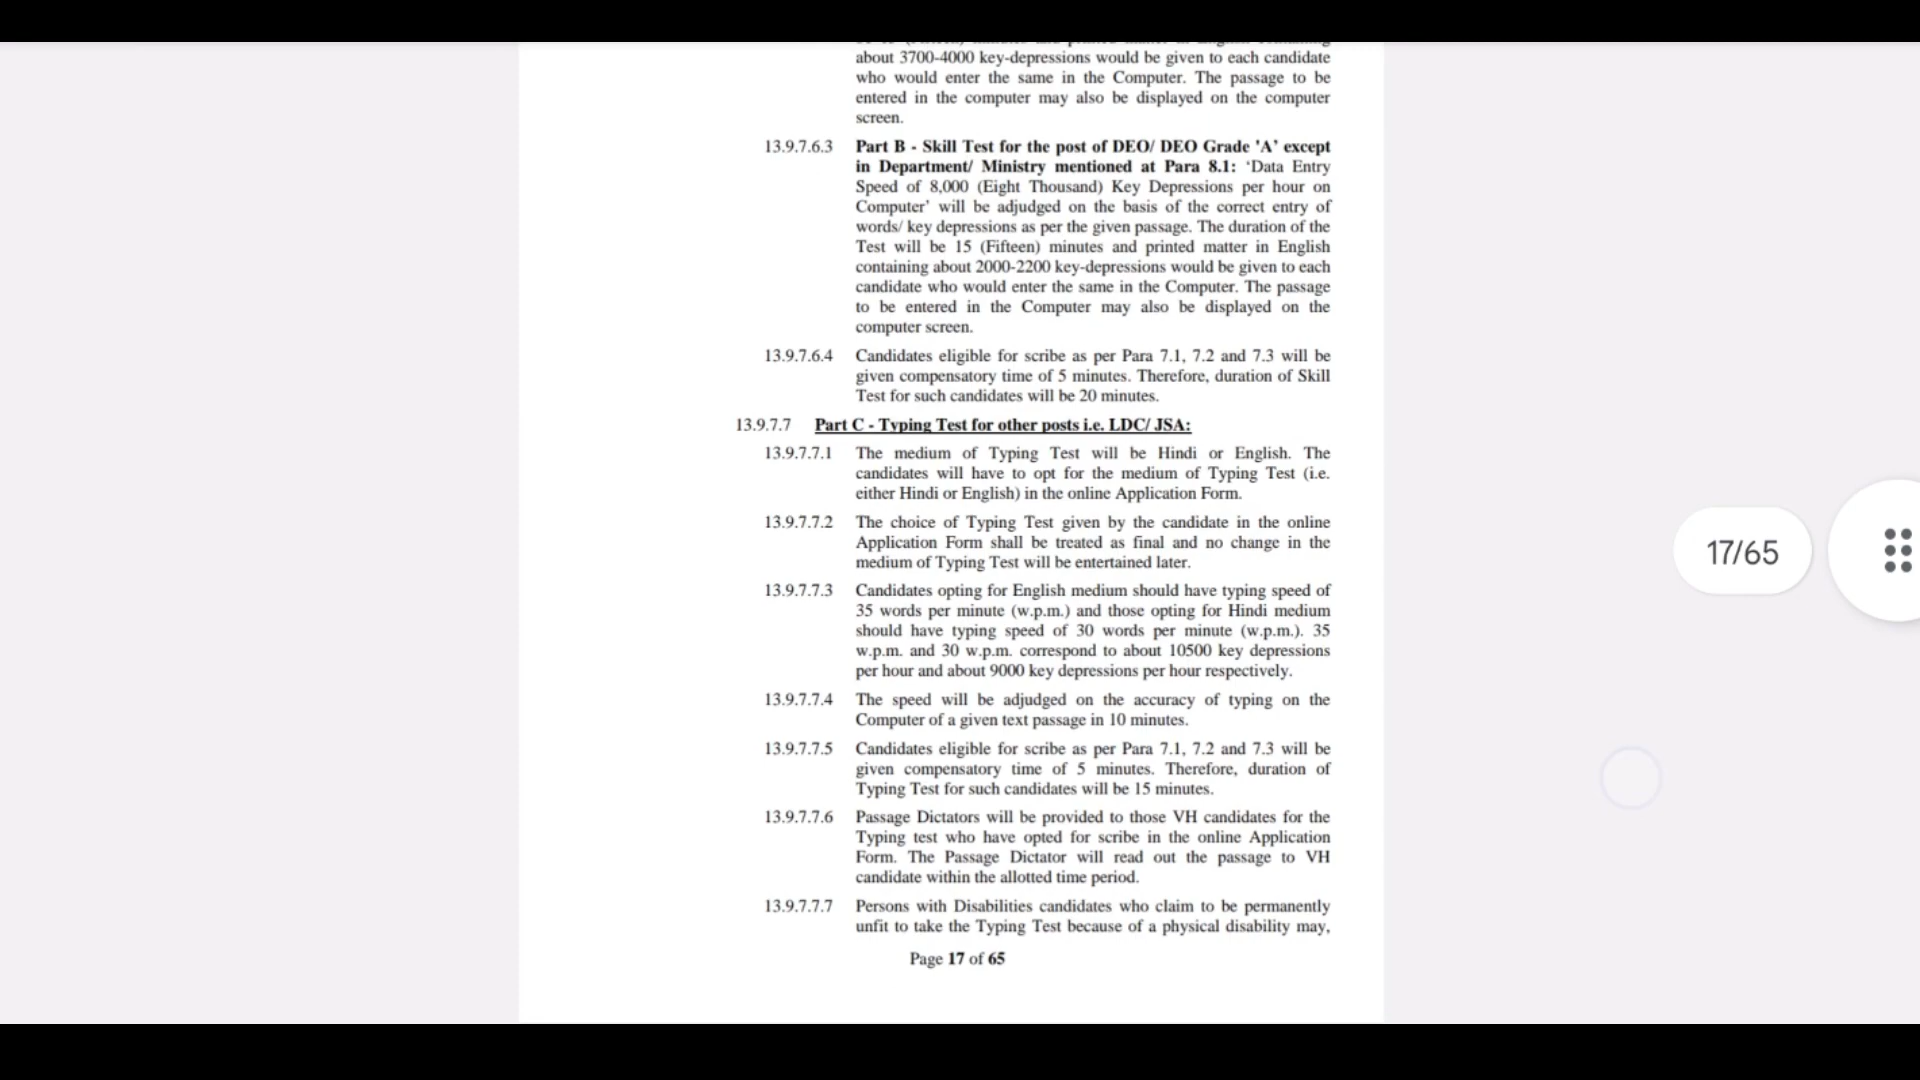 about 3700-4000 key-depressions would be given to each candidate
who would enter the same in the Computer. The passage to be
entered in the computer may also be displayed on the computer
screen.
13.9.7.6.3 Part B - Skill Test for the post of DEO/ DEO Grade 'A' except
in Department/ Ministry mentioned at Para 8.1: 'Data Entry
Speed of 8,000 (Eight Thousand) Key Depressions per hour on
Computer' will be adjudged on the basis of the correct entry of
words/ key depressions as per the given passage. The duration of the
Test will be 15 (Fifteen) minutes and printed matter in English
containing about 2000-2200 key-depressions would be given to each
candidate who would enter the same in the Computer. The passage
to be entered in the Computer may also be displayed on the
computer screen.
13.9.7.6.4 Candidates eligible for scribe as per Para 7.1, 7.2 and 7.3 will be
given compensatory time of 5 minutes. Therefore, duration of Skill
Test for such candidates will be 20 minutes.
13.9.7.7 Part C - Typing Test for other posts i.e. LDC/ JSA:
13.9.7.7.1 The medium of Typing Test will be Hindi or English. The
candidates will have to opt for the medium of Typing Test (i.e.
either Hindi or English) in the online Application Form.
13.9.7.7.2 The choice of Typing Test given by the candidate in the online
Application Form shall be treated as final and no change in the
medium of Typing Test will be entertained later.
13.9.7.7.3 Candidates opting for English medium should have typing speed of
35 words per minute (w.p.m.) and those opting for Hindi medium
should have typing speed of 30 words per minute (w.p.m.). 35
w.p.m. and 30 w.p.m. correspond to about 10500 key depressions
per hour and about 9000 key depressions per hour respectively.
13.9.7.7.4 The speed will be adjudged on the accuracy of typing on the
Computer of a given text passage in 10 minutes.
13.9.7.7.5 Candidates eligible for scribe as per Para 7.1, 7.2 and 7.3 will be
given compensatory time of 5 minutes. Therefore, duration of
Typing Test for such candidates will be 15 minutes.
13.9.7.7.6 Passage Dictators will be provided to those VH candidates for the
Typing test who have opted for scribe in the online Application
Form. The Passage Dictator will read out the passage to VH
candidate within the allotted time period.
13.9.7.7.7 Persons with Disabilities candidates who claim to be permanently
unfit to take the Typing Test because of a physical disability may,
Page 17 of 65
17/65